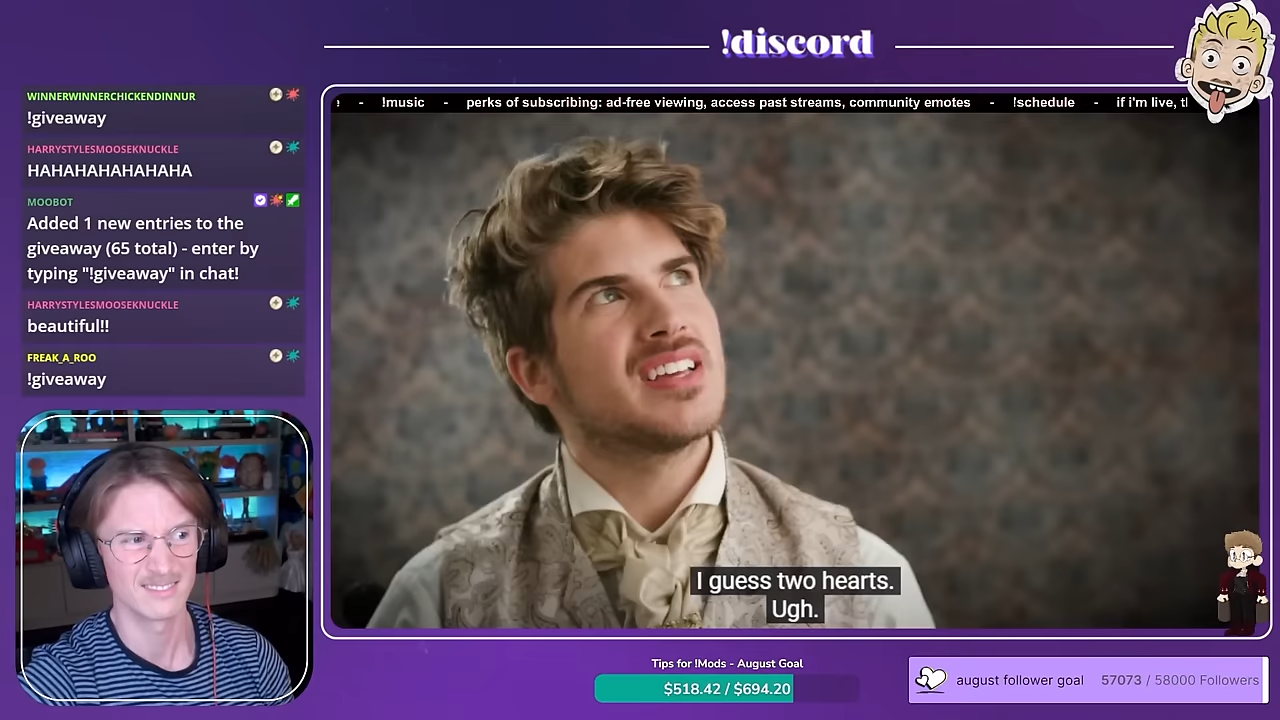 !discord
- !music - perks of subscribing: ad-free viewing, access past streams, community emotes - !schedule - if i'm live,
WINNERWINNERCHICKENDINNUR
!giveaway
HARRYSTYLESMOOSEKNUCKLE
HAHAHAHAHAHAHA
MOOBOT
Added 1 new entries to the
giveaway (65 total) - enter by
typing "!giveaway" in chat!
HARRYSTYLESMOOSEKNUCKLE
beautiful!!
FREAK_A_ROO
!giveaway
I guess two hearts.
Ugh.
Tips for !Mods - August Goal
$518.42 / $694.20
august follower goal 57073 / 58000 Followers